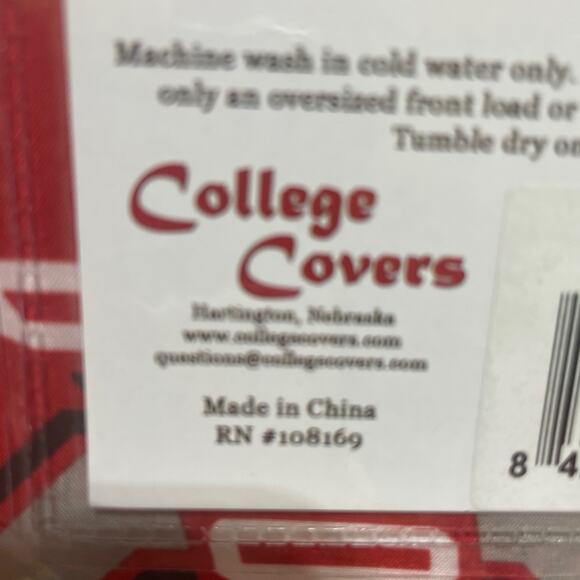 Machine wash in cold water only.
only an oversized front load or
Tumble dry on
College
Covers
Hartington, Nebraska
www.collegecovers.com
questions@collegecovers.com
Made in China
RN #108169
8 4